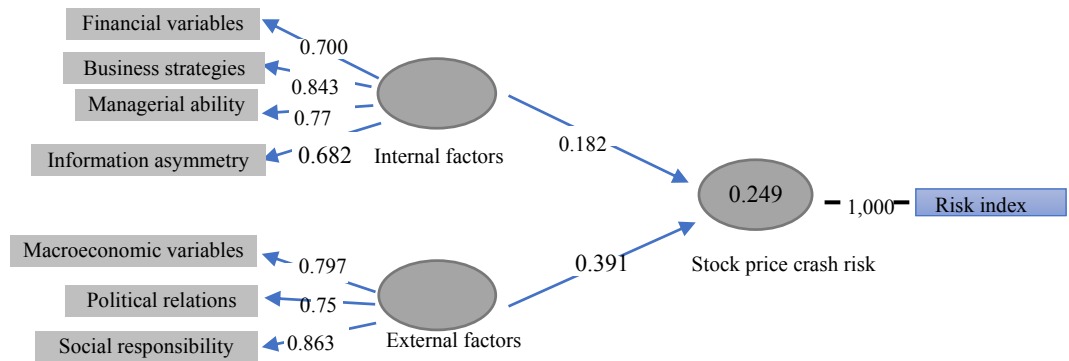 Financial variables
0.700
Business strategies
0.843
Managerial ability
0.77
Information asymmetry
0.682
Internal factors
0.182
0.249
1,000
Risk index
Stock price crash risk
Macroeconomic variables
0.797
0.391
Political relations
0.75
Social responsibility
0.863
External factors